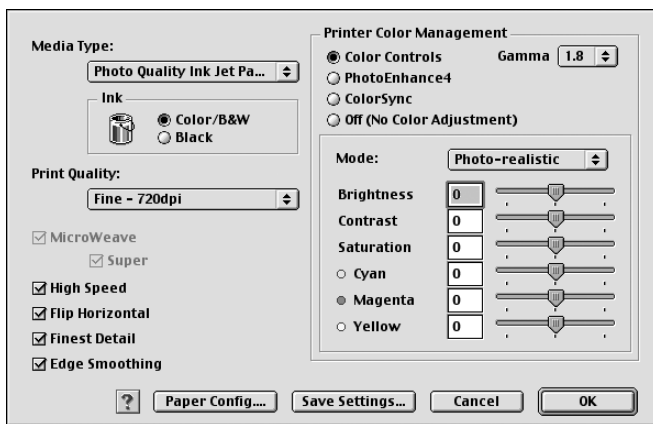 Media Type:
Photo Quality Ink Jet Pa...
Ink
Color/B&W
Black
Print Quality:
Fine - 720dpi
MicroWeave
Super
High Speed
Flip Horizontal
Finest Detail
Edge Smoothing
Printer Color Management
Color Controls
Gamma 1.8
PhotoEnhance4
ColorSync
Off (No Color Adjustment)
Mode: Photo-realistic
Brightness 0
Contrast 0
Saturation 0
Cyan 0
Magenta 0
Yellow 0
?
Paper Config....
Save Settings...
Cancel
OK